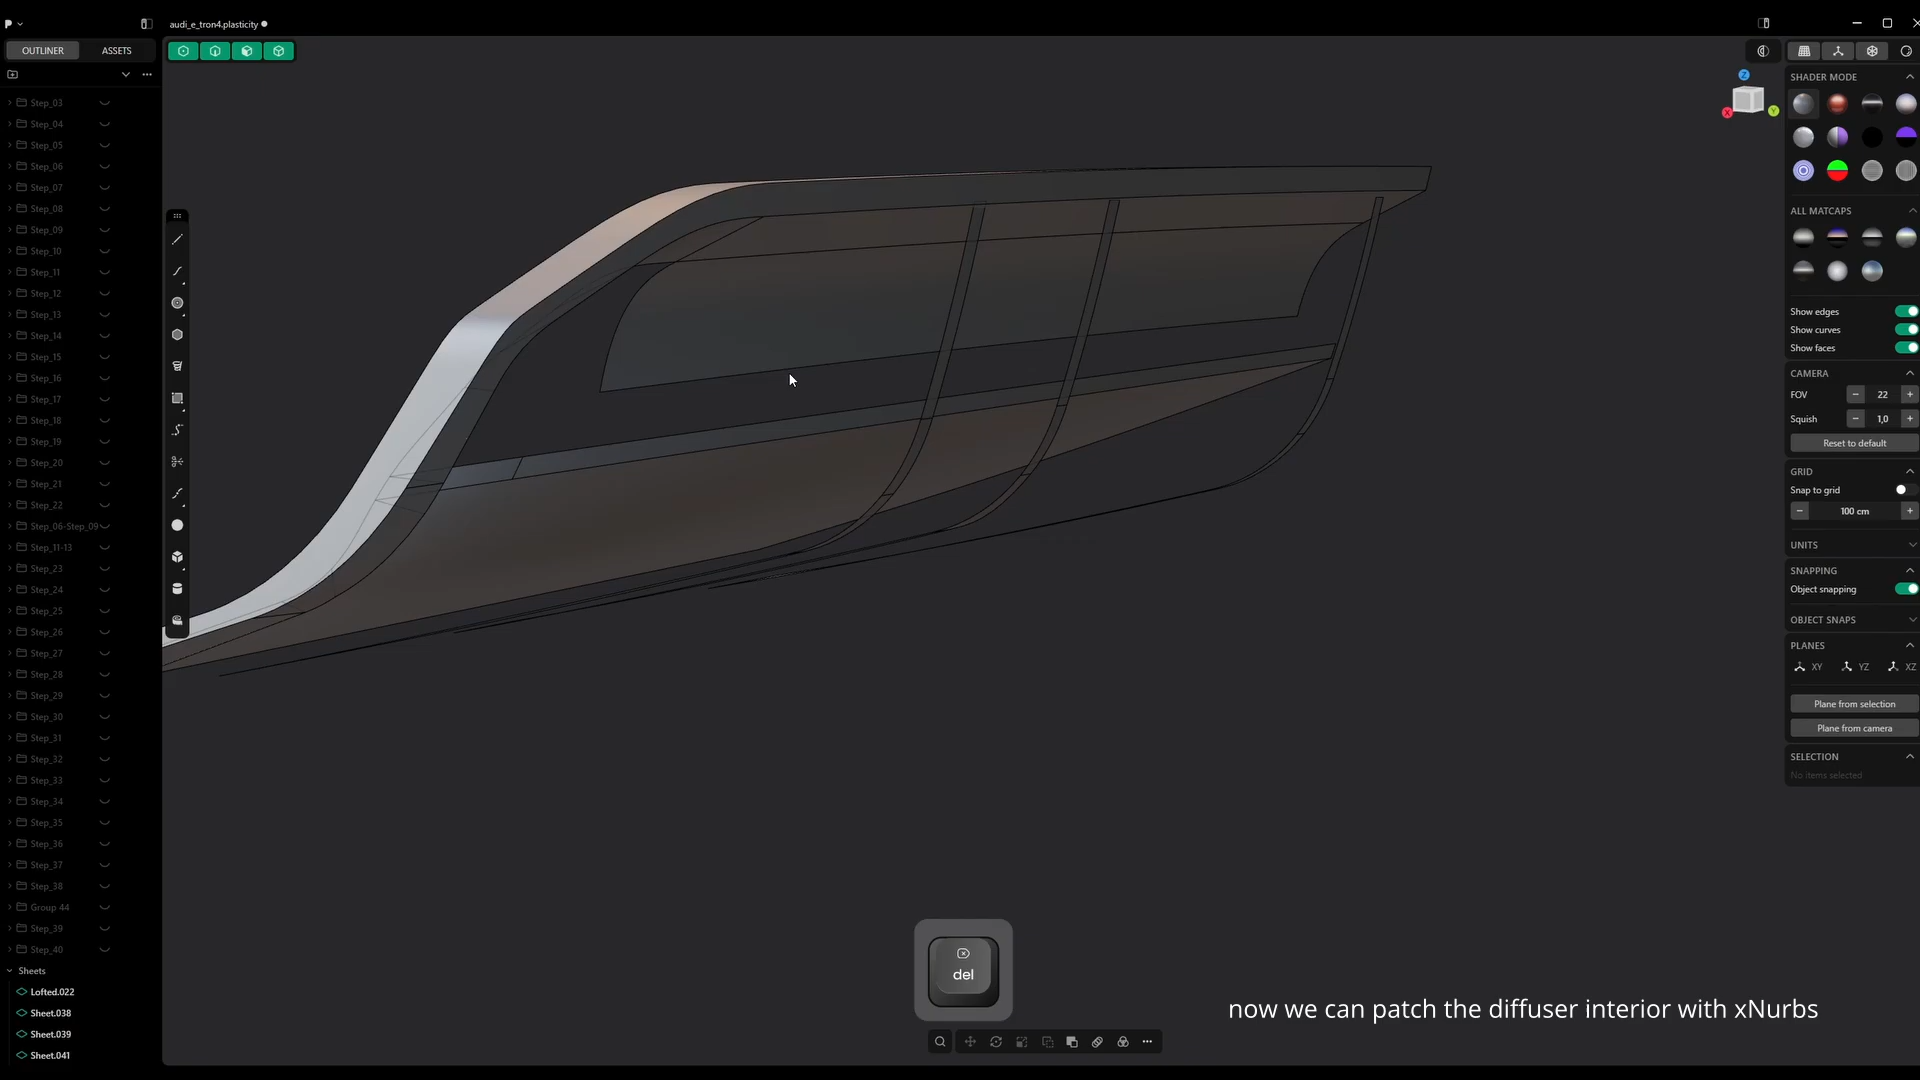 audi_e_tron4.plasticity
OUTLINER
ASSETS
Step_03
Step_04
Step_05
Step_06
Step_07
Step_08
Step_09
Step_10
Step_11
Step_12
Step_13
Step_14
Step_15
Step_16
Step_17
Step_18
Step_19
Step_20
Step_21
Step_22
Step_06-Step_09
Step_11-13
Step_23
Step_24
Step_25
Step_26
Step_27
Step_28
Step_29
Step_30
Step_31
Step_32
Step_33
Step_34
Step_35
Step_36
Step_37
Step_38
Group 44
Step_39
Step_40
Sheets
Lofted.022
Sheet.038
Sheet.039
Sheet.041
Z
X
Y
del
now we can patch the diffuser interior with xNurbs
SHADER MODE
ALL MATCAPS
Show edges
Show curves
Show faces
CAMERA
FOV
22
Squish
1,0
Reset to default
GRID
Snap to grid
100 cm
UNITS
SNAPPING
Object snapping
OBJECT SNAPS
PLANES
XY
YZ
XZ
Plane from selection
Plane from camera
SELECTION
No items selected